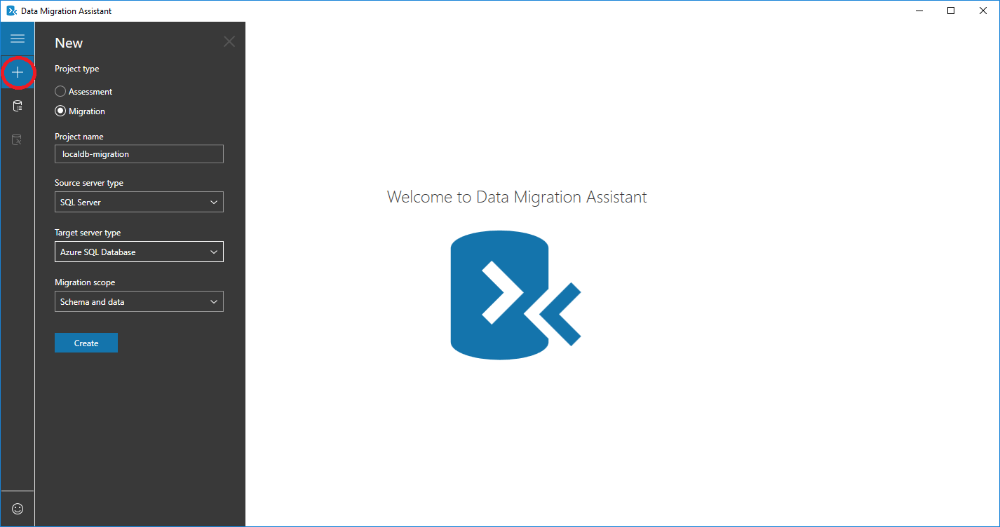 Data Migration Assistant
New
Project type
Assessment
Migration
Project name
localdb-migration
Source server type
SQL Server
Target server type
Azure SQL Database
Migration scope
Schema and data
Create
Welcome to Data Migration Assistant